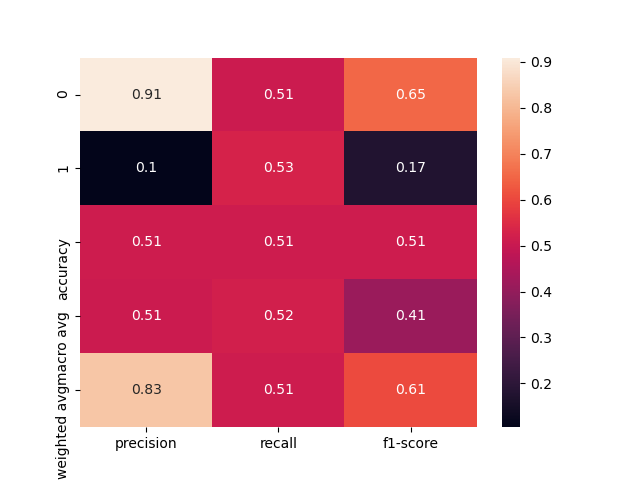 0 0.91 0.51 0.65
1 0.1 0.53 0.17
accuracy 0.51 0.51 0.51
macro avg 0.51 0.52 0.41
weighted avg 0.83 0.51 0.61
precision recall f1-score
0.9
0.8
0.7
0.6
0.5
0.4
0.3
0.2